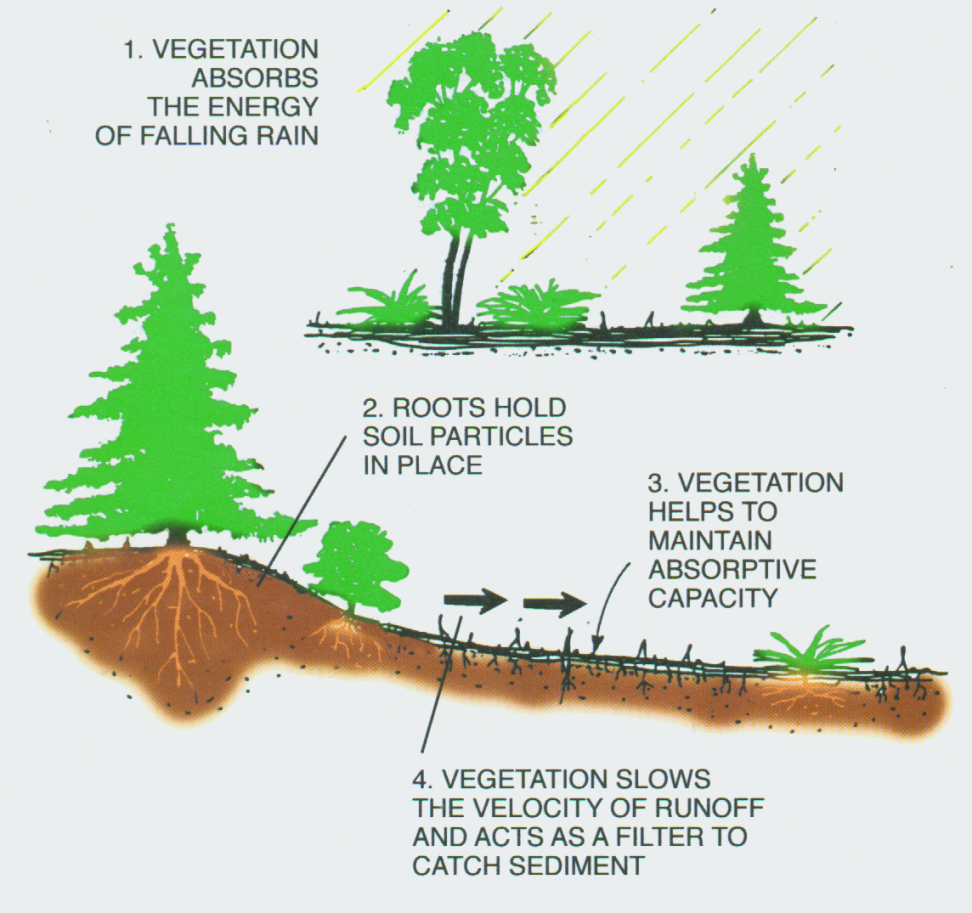 1. VEGETATION
ABSORBS
THE ENERGY
OF FALLING RAIN
2. ROOTS HOLD
SOIL PARTICLES
IN PLACE
3. VEGETATION
HELPS TO
MAINTAIN
ABSORPTIVE
CAPACITY
4. VEGETATION SLOWS
THE VELOCITY OF RUNOFF
AND ACTS AS A FILTER TO
CATCH SEDIMENT